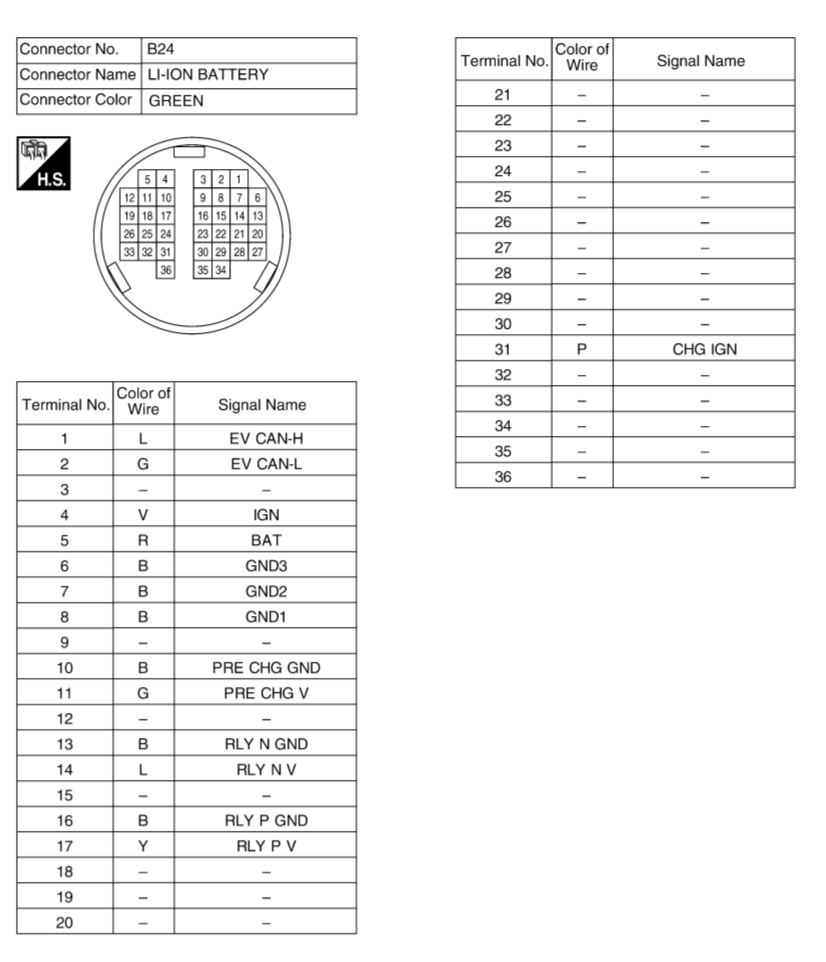 Connector No. B24
Connector Name LI-ION BATTERY
Connector Color GREEN
H.S.
5 4 3 2 1
12 11 10 9 8 7 6
19 18 17 16 15 14 13
26 25 24 23 22 21 20
33 32 31 30 29 28 27
36 35 34
Terminal No. Color of Wire Signal Name
1 L EV CAN-H
2 G EV CAN-L
3 – –
4 V IGN
5 R BAT
6 B GND3
7 B GND2
8 B GND1
9 – –
10 B PRE CHG GND
11 G PRE CHG V
12 – –
13 B RLY N GND
14 L RLY N V
15 – –
16 B RLY P GND
17 Y RLY P V
18 – –
19 – –
20 – –
Terminal No. Color of Wire Signal Name
21 – –
22 – –
23 – –
24 – –
25 – –
26 – –
27 – –
28 – –
29 – –
30 – –
31 P CHG IGN
32 – –
33 – –
34 – –
35 – –
36 – –